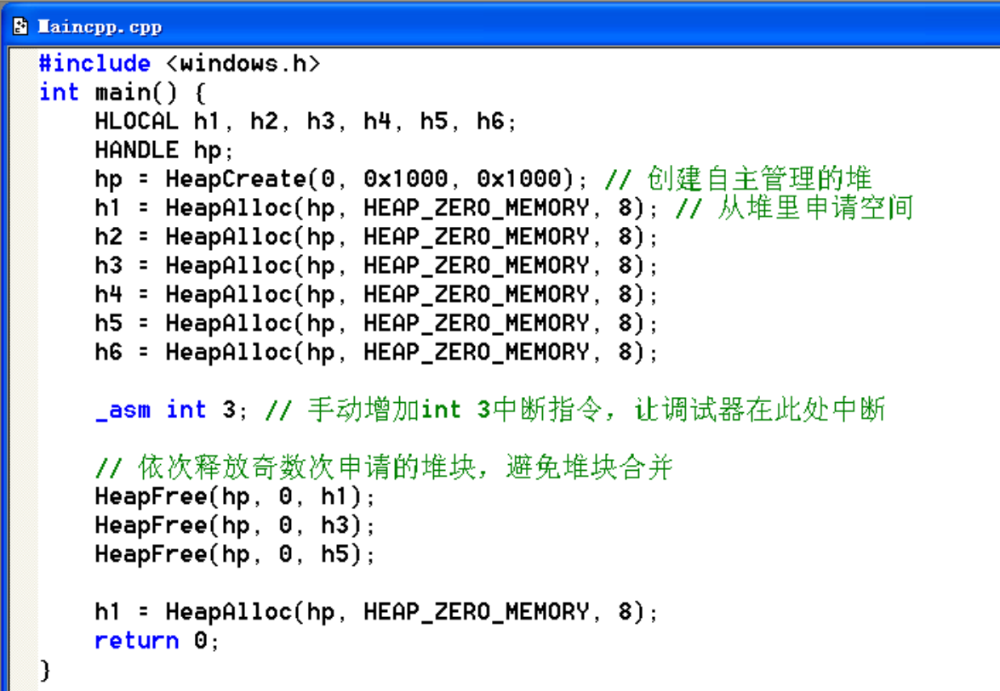 Maincpp.cpp
#include <windows.h>
int main() {
HLOCAL h1, h2, h3, h4, h5, h6;
HANDLE hp;
hp = HeapCreate(0, 0x1000, 0x1000); // 创建自主管理的堆
h1 = HeapAlloc(hp, HEAP_ZERO_MEMORY, 8); // 从堆里申请空间
h2 = HeapAlloc(hp, HEAP_ZERO_MEMORY, 8);
h3 = HeapAlloc(hp, HEAP_ZERO_MEMORY, 8);
h4 = HeapAlloc(hp, HEAP_ZERO_MEMORY, 8);
h5 = HeapAlloc(hp, HEAP_ZERO_MEMORY, 8);
h6 = HeapAlloc(hp, HEAP_ZERO_MEMORY, 8);
_asm int 3; // 手动增加int 3中断指令，让调试器在此处中断
// 依次释放奇数次申请的堆块，避免堆块合并
HeapFree(hp, 0, h1);
HeapFree(hp, 0, h3);
HeapFree(hp, 0, h5);
h1 = HeapAlloc(hp, HEAP_ZERO_MEMORY, 8);
return 0;
}